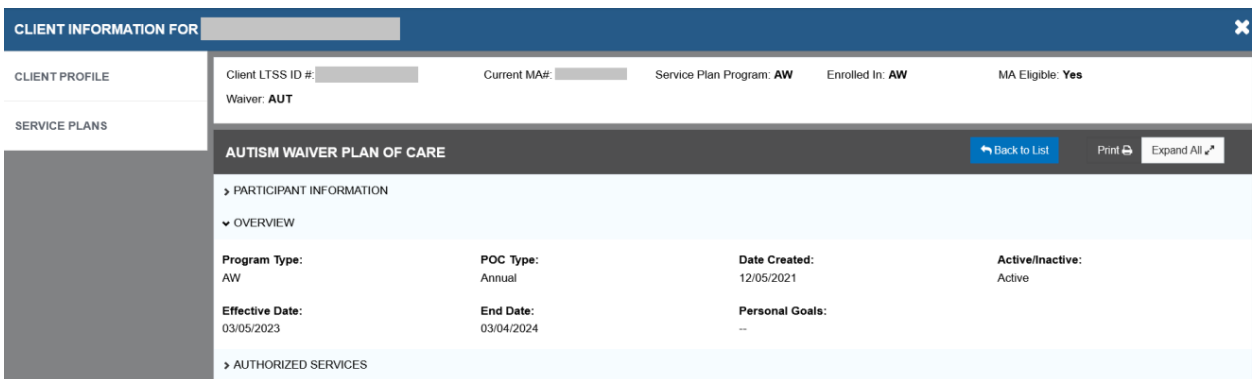 CLIENT INFORMATION FOR
CLIENT PROFILE
SERVICE PLANS
Client LTSS ID #: Current MA#: Service Plan Program: AW Enrolled In: AW MA Eligible: Yes
Waiver: AUT
AUTISM WAIVER PLAN OF CARE Back to List Print Expand All
PARTICIPANT INFORMATION
OVERVIEW
Program Type: POC Type: Date Created: Active/Inactive:
AW Annual 12/05/2021 Active
Effective Date: End Date: Personal Goals:
03/05/2023 03/04/2024 --
AUTHORIZED SERVICES